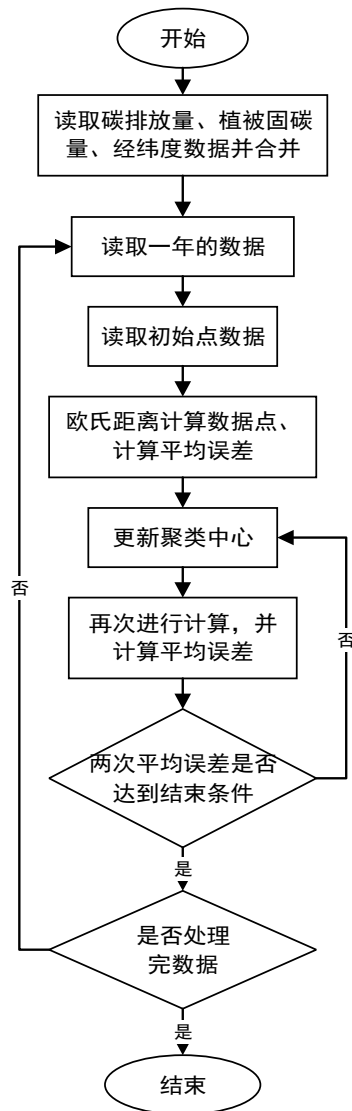 开始
读取碳排放量、植被固碳
量、经纬度数据并合并
读取一年的数据
读取初始点数据
欧氏距离计算数据点、
计算平均误差
更新聚类中心
否
再次进行计算，并
计算平均误差
否
两次平均误差是否
达到结束条件
是
是否处理
完数据
是
结束